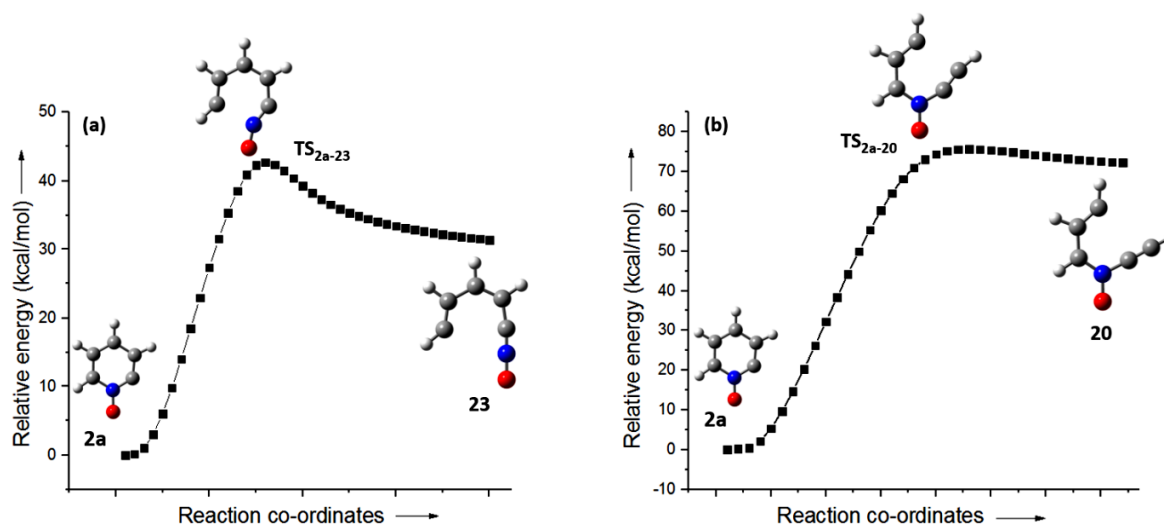 (a)
Relative energy (kcal/mol)
50
40
30
20
10
0
TS2a-23
2a
23
Reaction co-ordinates
(b)
Relative energy (kcal/mol)
80
70
60
50
40
30
20
10
0
-10
TS2a-20
2a
20
Reaction co-ordinates